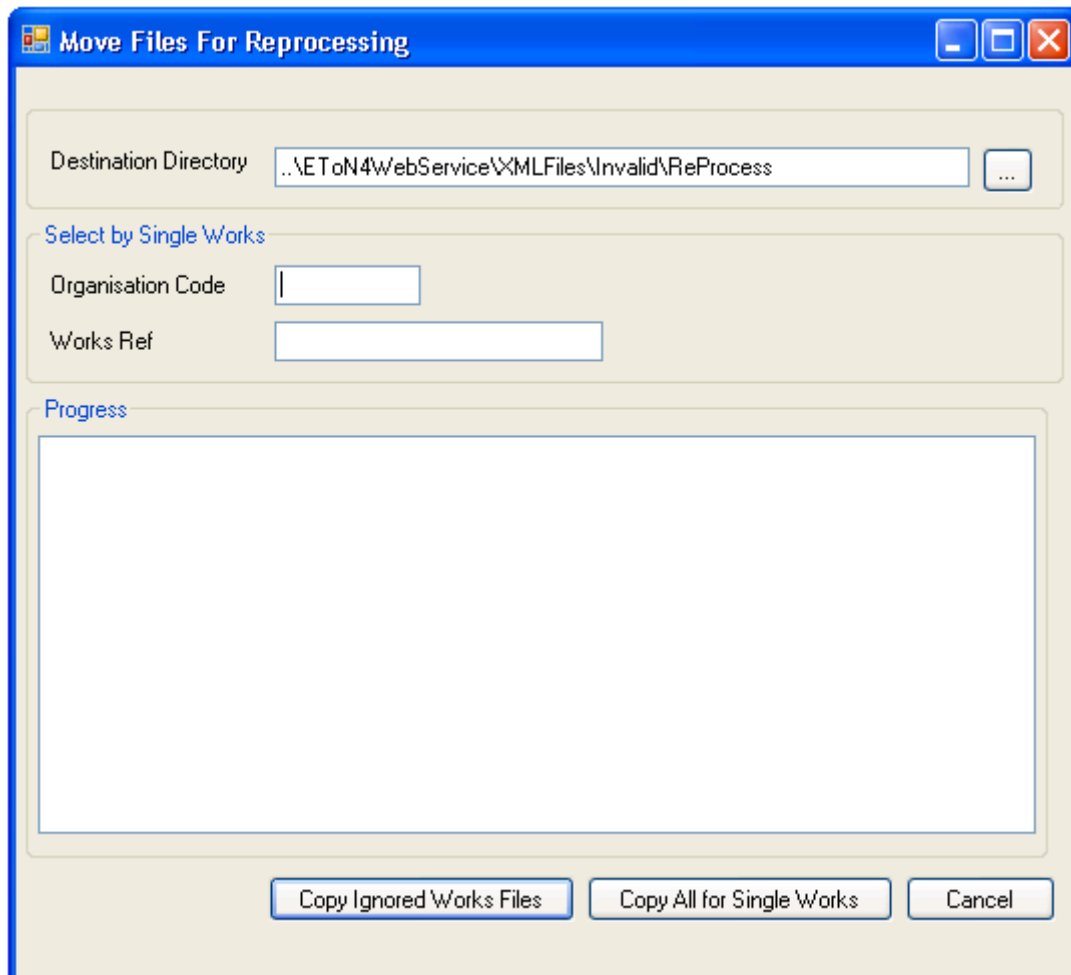 Move Files For Reprocessing
Destination Directory ..\EToN4WebService\XMLFiles\Invalid\ReProcess ...
Select by Single Works
Organisation Code
Works Ref
Progress
Copy Ignored Works Files Copy All for Single Works Cancel